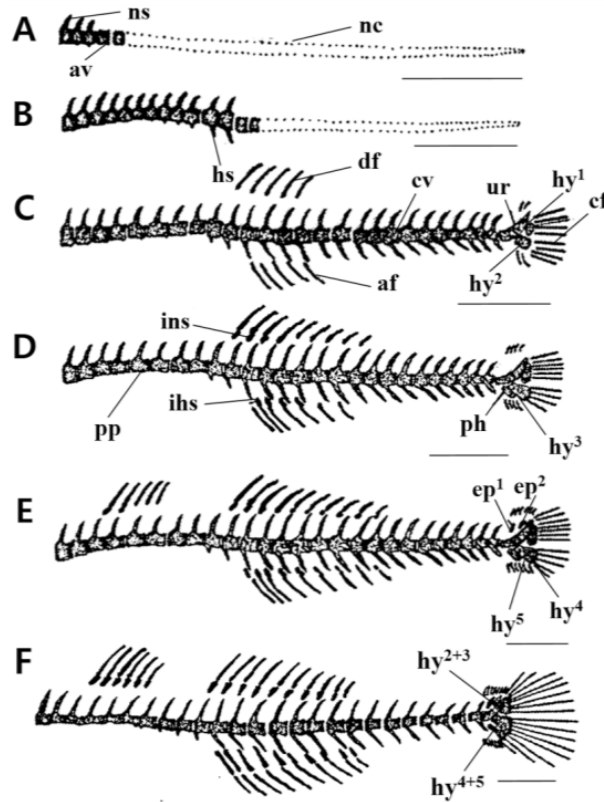 A
ns
nc
av
B
hs
df
C
cv
ur
hy¹
cf
hy²
af
D
ins
ihs
pp
ph
hy³
E
ep¹
ep²
hy⁵
hy⁴
F
hy²⁺³
hy⁴⁺⁵